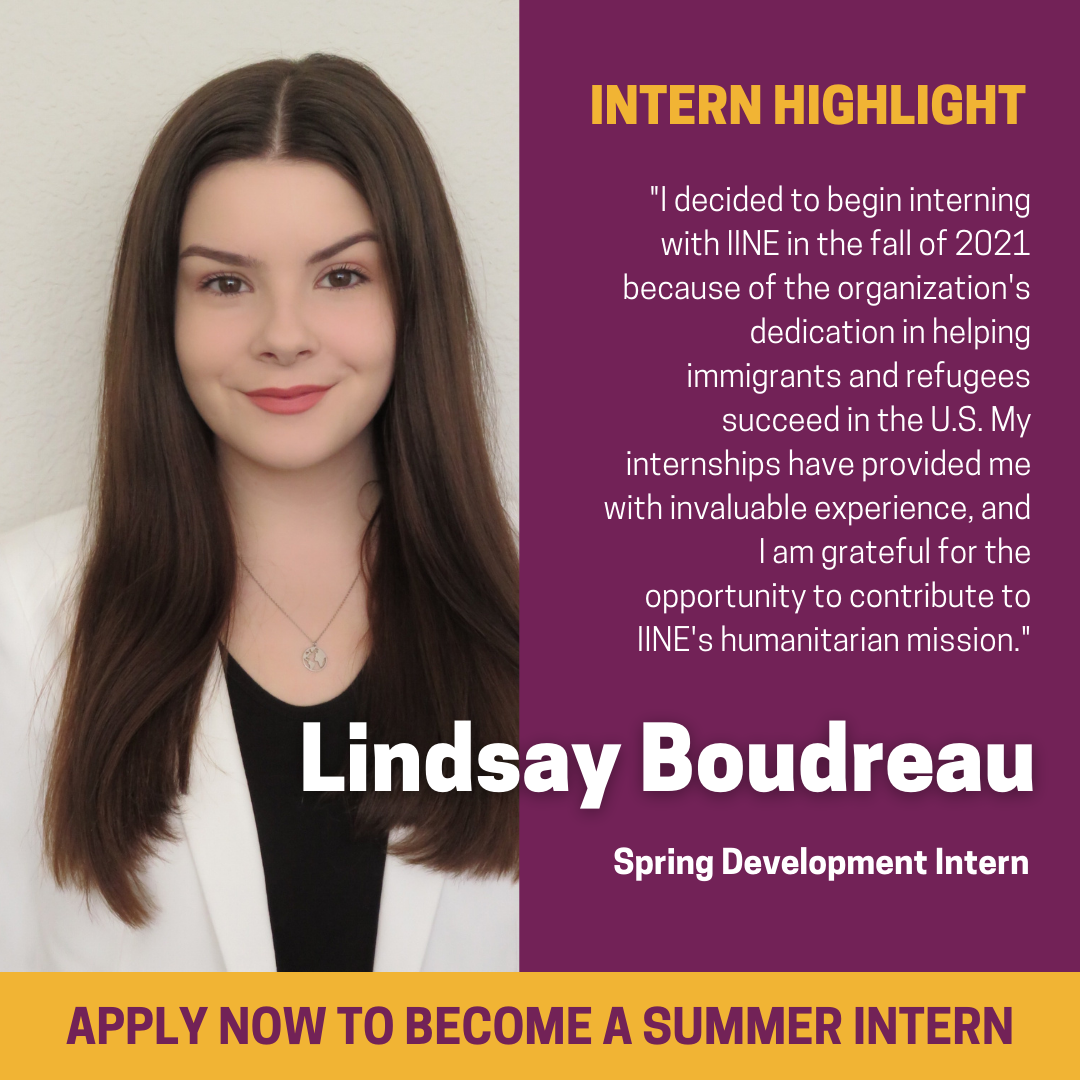 INTERN HIGHLIGHT
"I decided to begin interning
with IINE in the fall of 2021
because of the organization's
dedication in helping
immigrants and refugees
succeed in the U.S. My
internships have provided me
with invaluable experience, and
I am grateful for the
opportunity to contribute to
IINE's humanitarian mission."
Lindsay Boudreau
Spring Development Intern
APPLY NOW TO BECOME A SUMMER INTERN